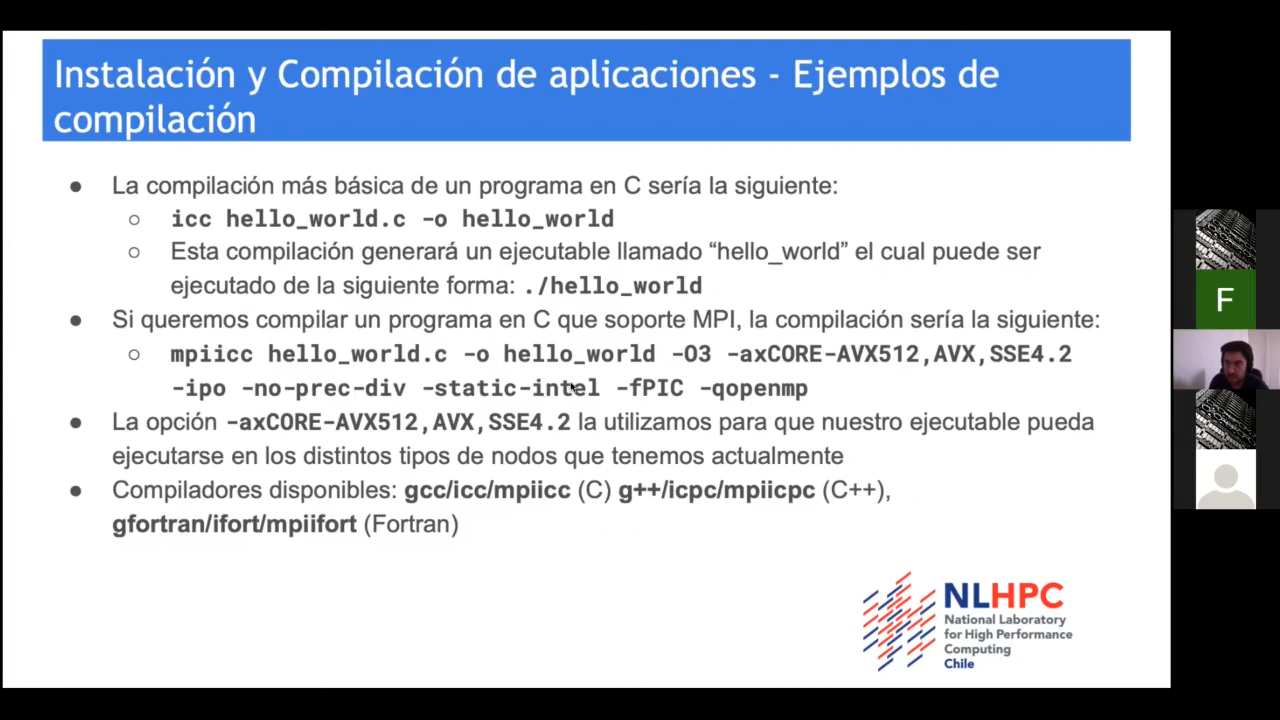 Instalación y Compilación de aplicaciones - Ejemplos de
compilación
● La compilación más básica de un programa en C sería la siguiente:
○ icc hello_world.c -o hello_world
○ Esta compilación generará un ejecutable llamado “hello_world” el cual puede ser
ejecutado de la siguiente forma: ./hello_world
● Si queremos compilar un programa en C que soporte MPI, la compilación sería la siguiente:
○ mpiicc hello_world.c -o hello_world -O3 -axCORE-AVX512,AVX,SSE4.2
-ipo -no-prec-div -static-intel -fPIC -qopenmp
● La opción -axCORE-AVX512,AVX,SSE4.2 la utilizamos para que nuestro ejecutable pueda
ejecutarse en los distintos tipos de nodos que tenemos actualmente
● Compiladores disponibles: gcc/icc/mpiicc (C) g++/icpc/mpiicpc (C++),
gfortran/ifort/mpiifort (Fortran)
NLHPC
National Laboratory
for High Performance
Computing
Chile
F